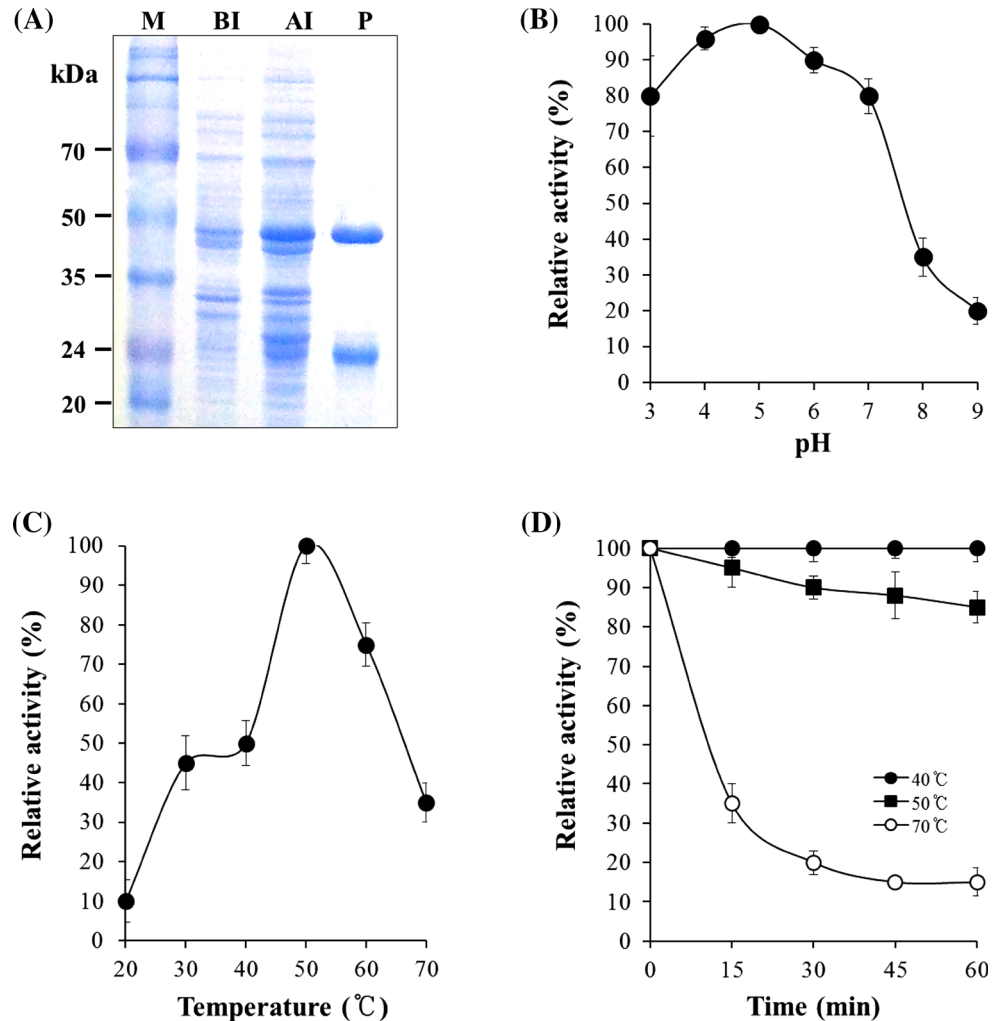 (A)
M BI AI P
kDa
70
50
35
24
20
(B)
Relative activity (%)
100
90
80
70
60
50
40
30
20
10
0
3 4 5 6 7 8 9
pH
(C)
Relative activity (%)
100
90
80
70
60
50
40
30
20
10
0
20 30 40 50 60 70
Temperature (℃)
(D)
Relative activity (%)
100
90
80
70
60
50
40
30
20
10
0
40℃
50℃
70℃
0 15 30 45 60
Time (min)